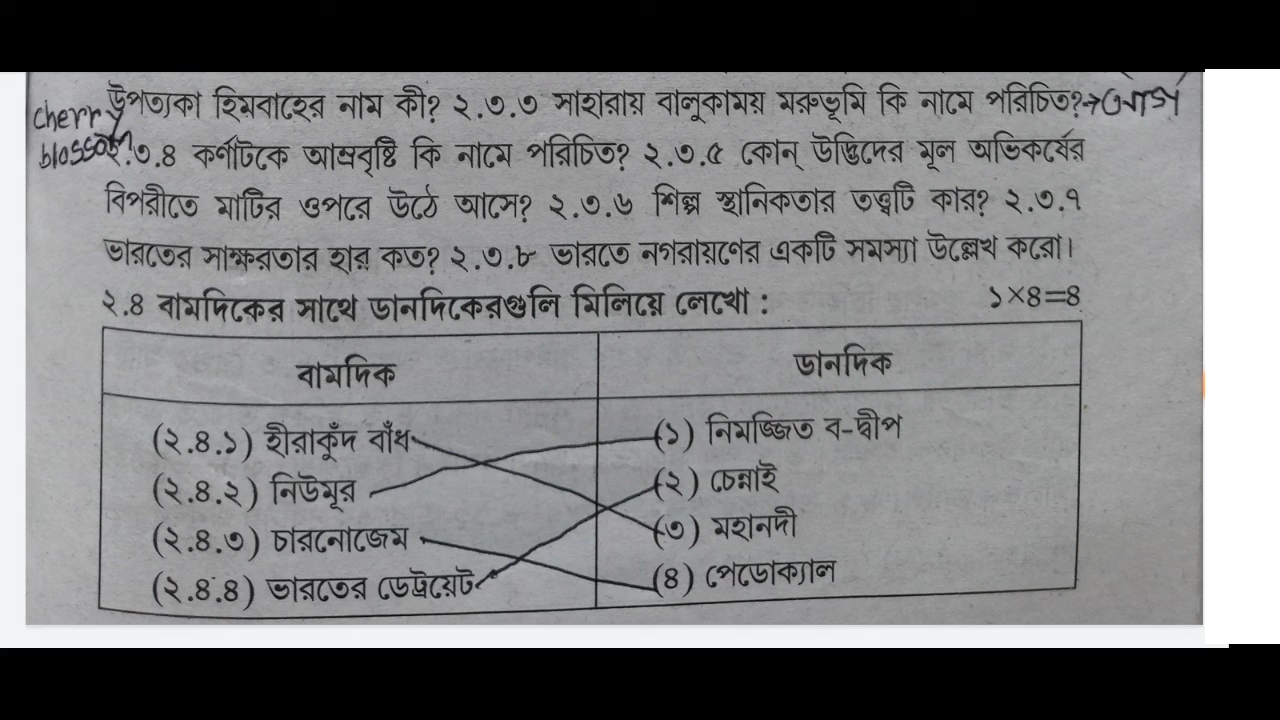 উপত্যকা হিমবাহের নাম কী? ২.৩.৩ সাহারায় বালুকাময় মরুভূমি কি নামে পরিচিত?→আর্গ
cherry
blossom
২.৩.৪ কর্ণাটকে আম্রবৃষ্টি কি নামে পরিচিত? ২.৩.৫ কোন্ উদ্ভিদের মূল অভিকর্ষের
বিপরীতে মাটির ওপরে উঠে আসে? ২.৩.৬ শিল্প স্থানিকতার তত্ত্বটি কার? ২.৩.৭
ভারতের সাক্ষরতার হার কত? ২.৩.৮ ভারতে নগরায়ণের একটি সমস্যা উল্লেখ করো।
২.৪ বামদিকের সাথে ডানদিকেরগুলি মিলিয়ে লেখো : ১×৪=৪
বামদিক ডানদিক
(২.৪.১) হীরাকুঁদ বাঁধ (১) নিমজ্জিত ব-দ্বীপ
(২.৪.২) নিউমূর (২) চেন্নাই
(২.৪.৩) চারনোজেম (৩) মহানদী
(২.৪.৪) ভারতের ডেট্রয়েট (৪) পেডোক্যাল